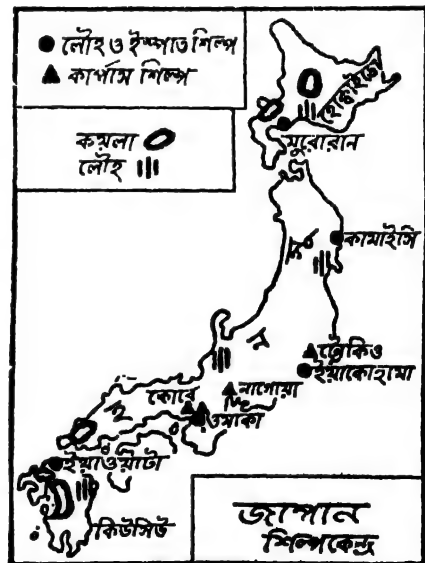 লৌহ ও ইস্পাত শিল্প
কার্পাস শিল্প
কয়লা
লৌহ
হোক্কাইডো
মুরোরান
কামাইসি
টোকিও
ইয়াকোহামা
নাগোয়া
কোবে
ওসাকা
ইয়াওয়াটা
কিউসিউ
জাপান
শিল্পকেন্দ্র